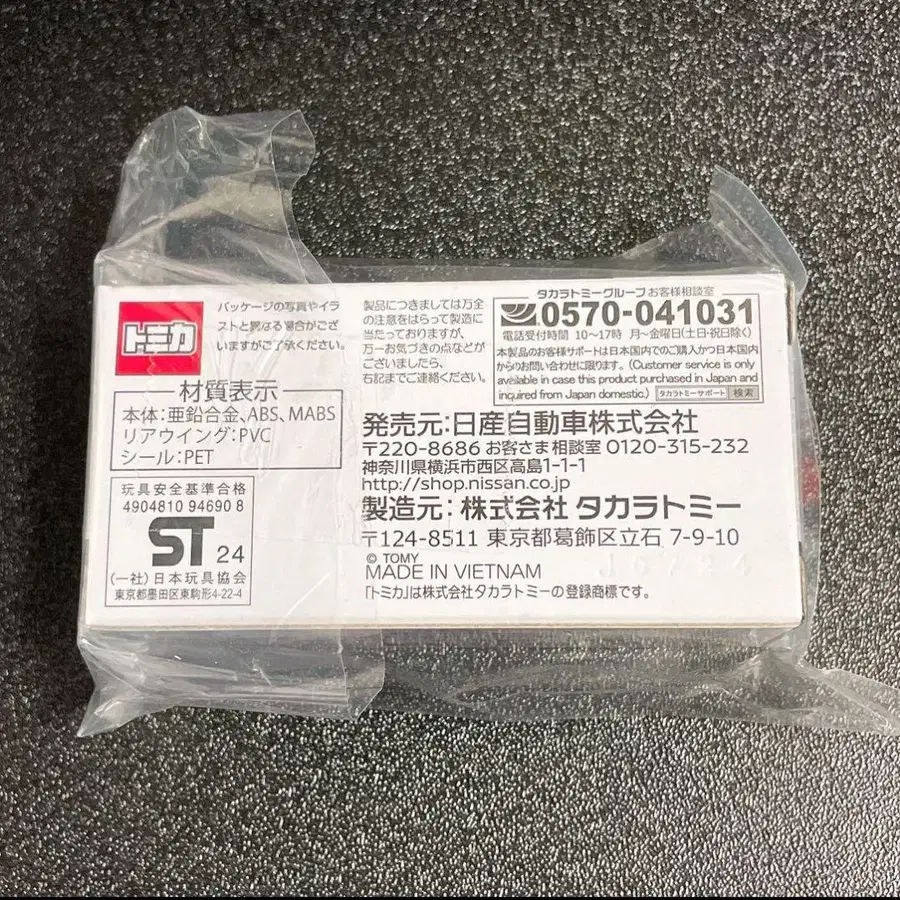 トミカ
パッケージの写真やイラ
ストと異なる場合がござ
いますがご了承ください。
材質表示
本体:亜鉛合金、ABS、MABS
リアウイング:PVC
シール:PET
玩具安全基準合格
4904810 94690 8
ST 24
(一社)日本玩具協会
東京都墨田区東駒形4-22-4
製品につきましては万全
の注意をはらって製造に
当たっておりますが、
万一お気づきの点などが
ございましたら、
右記までご連絡ください。
タカラトミーグループお客様相談室
0570-041031
電話受付時間 10〜17時 月〜金曜日(土日・祝日除く)
本製品のお客様サポートは日本国内でのご購入かつ日本国内
からのお問い合わせに限ります。(Customer service is only
available in case this product purchased in Japan and
inquired from Japan domestic.) タカラトミーサポート 検索
発売元:日産自動車株式会社
〒220-8686 お客さま相談室 0120-315-232
神奈川県横浜市西区高島1-1-1
http://shop.nissan.co.jp
製造元:株式会社 タカラトミー
〒124-8511 東京都葛飾区立石 7-9-10
© TOMY
MADE IN VIETNAM
「トミカ」は株式会社タカラトミーの登録商標です。